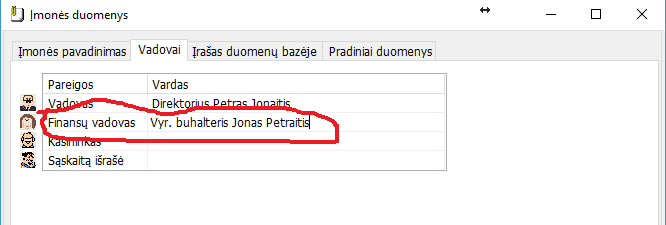 Įmonės duomenys
Įmonės pavadinimas Vadovai Įrašas duomenų bazėje Pradiniai duomenys
Pareigos Vardas
Vadovas Direktorius Petras Jonaitis
Finansų vadovas Vyr. buhalteris Jonas Petraitis
Kasininkas
Sąskaitą išrašė